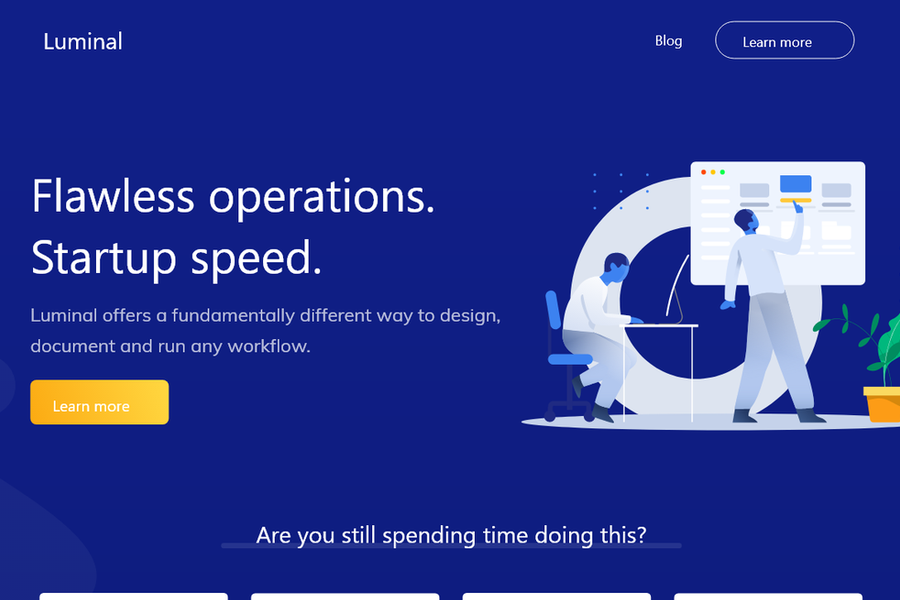 Luminal
Blog
Learn more
Flawless operations.
Startup speed.
Luminal offers a fundamentally different way to design,
document and run any workflow.
Learn more
Are you still spending time doing this?